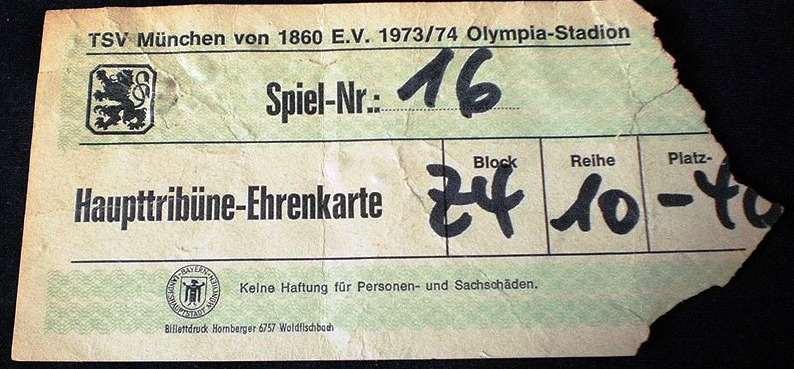 TSV München von 1860 E.V. 1973/74 Olympia-Stadion
Spiel-Nr.: 16
Block Reihe Platz-
Haupttribüne-Ehrenkarte Z4 10 -40
Keine Haftung für Personen- und Sachschäden.
Billettdruck Hornberger 6757 Waldfischbach